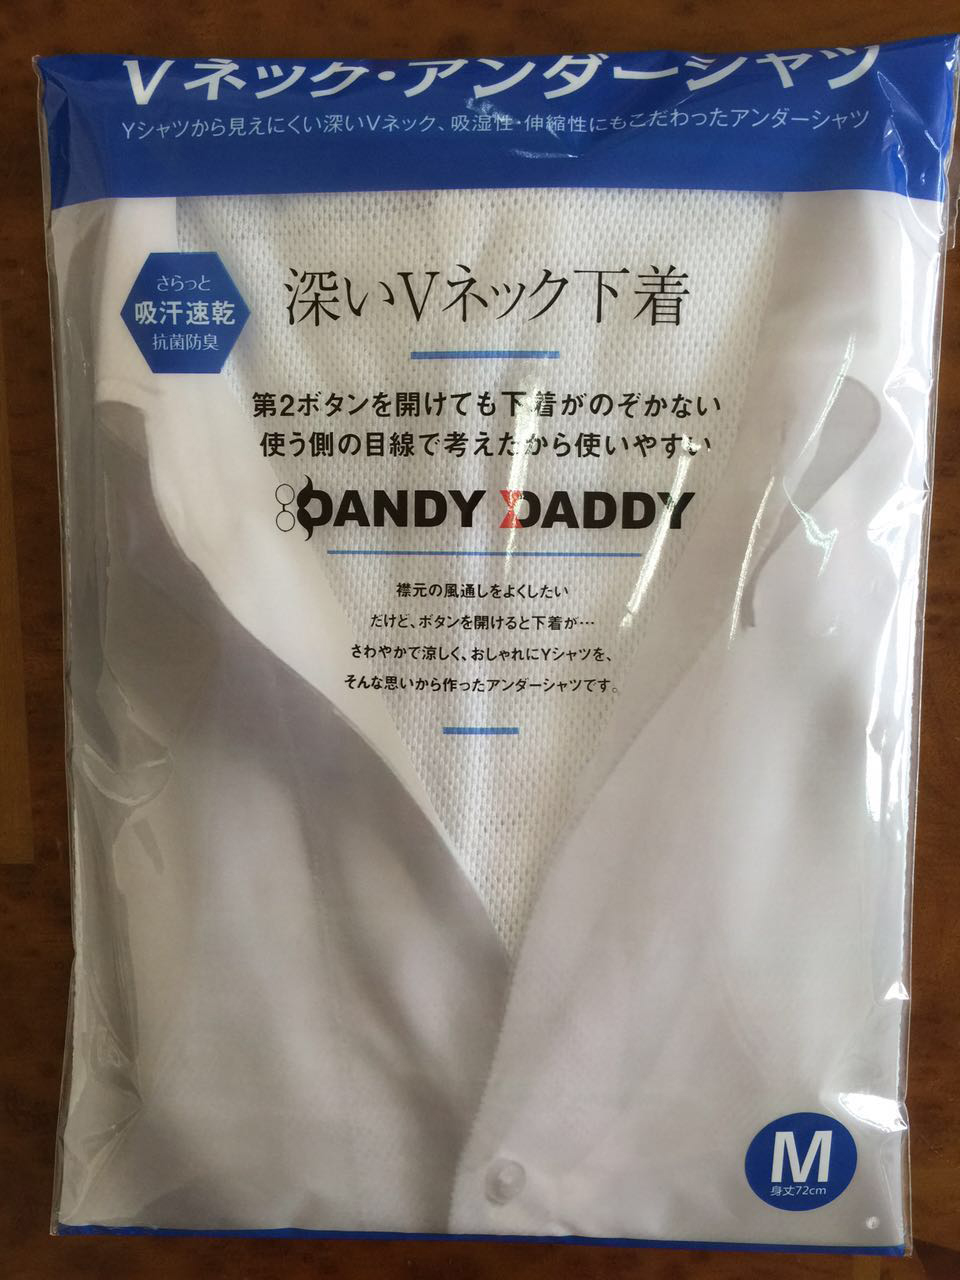 Vネック・アンダーシャツ
Yシャツから見えにくい深いVネック、吸湿性・伸縮性にもこだわったアンダーシャツ
さらっと
吸汗速乾
抗菌防臭
深いVネック下着
第2ボタンを開けても下着がのぞかない
使う側の目線で考えたから使いやすい
DANDY DADDY
襟元の風通しをよくしたい
だけど、ボタンを開けると下着が…
さわやかで涼しく、おしゃれにYシャツを、
そんな思いから作ったアンダーシャツです。
M
身丈72cm